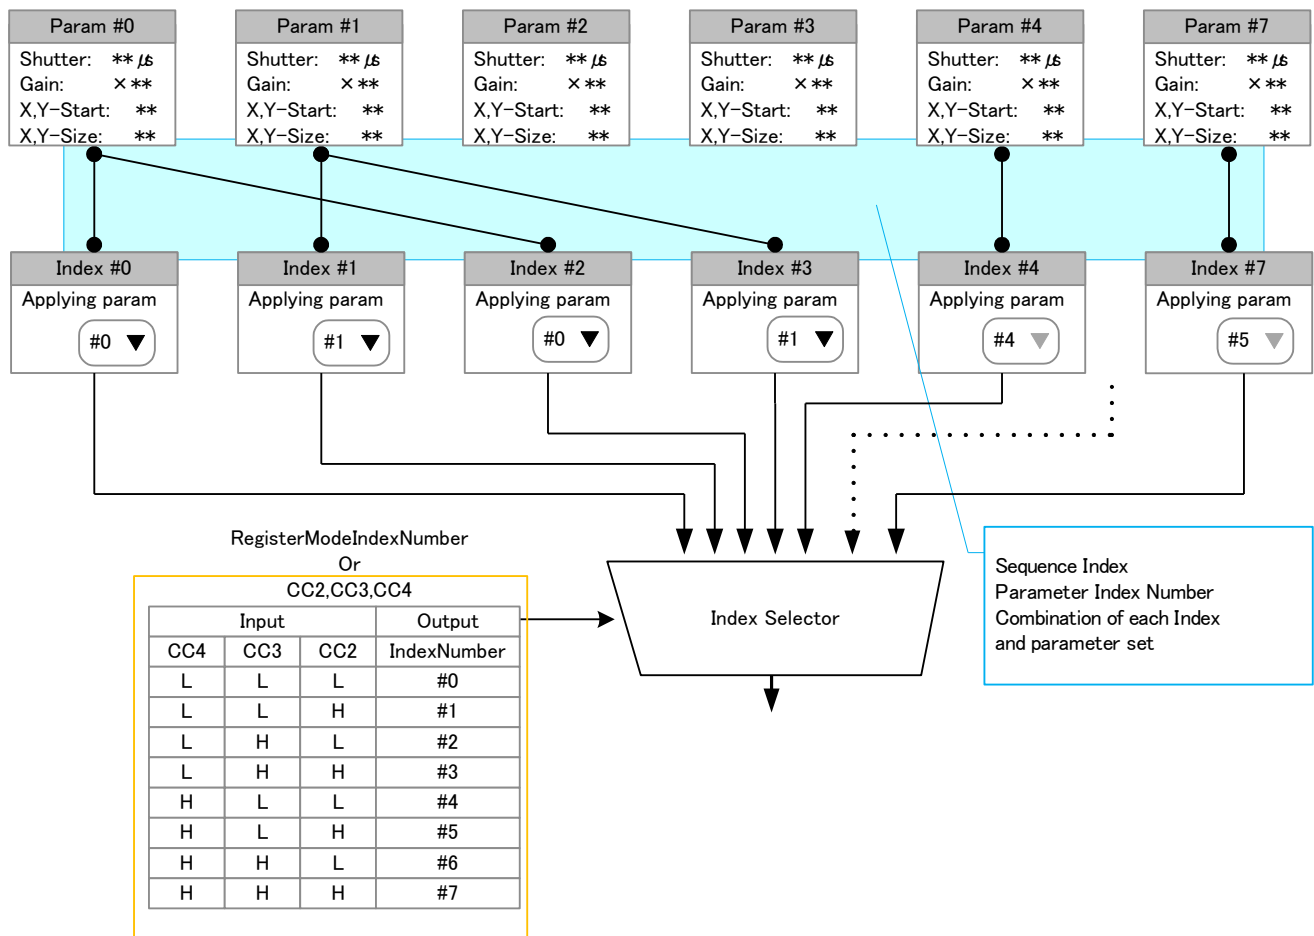 Param #0
Shutter: ** μs
Gain: ×**
X,Y-Start: **
X,Y-Size: **
Param #1
Shutter: ** μs
Gain: ×**
X,Y-Start: **
X,Y-Size: **
Param #2
Shutter: ** μs
Gain: ×**
X,Y-Start: **
X,Y-Size: **
Param #3
Shutter: ** μs
Gain: ×**
X,Y-Start: **
X,Y-Size: **
Param #4
Shutter: ** μs
Gain: ×**
X,Y-Start: **
X,Y-Size: **
Param #7
Shutter: ** μs
Gain: ×**
X,Y-Start: **
X,Y-Size: **
Index #0
Applying param
#0 ▼
Index #1
Applying param
#1 ▼
Index #2
Applying param
#0 ▼
Index #3
Applying param
#1 ▼
Index #4
Applying param
#4 ▼
Index #7
Applying param
#5 ▼
RegisterModeIndexNumber
Or
CC2,CC3,CC4
Input Output
CC4 CC3 CC2 IndexNumber
L L L #0
L L H #1
L H L #2
L H H #3
H L L #4
H L H #5
H H L #6
H H H #7
Index Selector
Sequence Index
Parameter Index Number
Combination of each Index
and parameter set